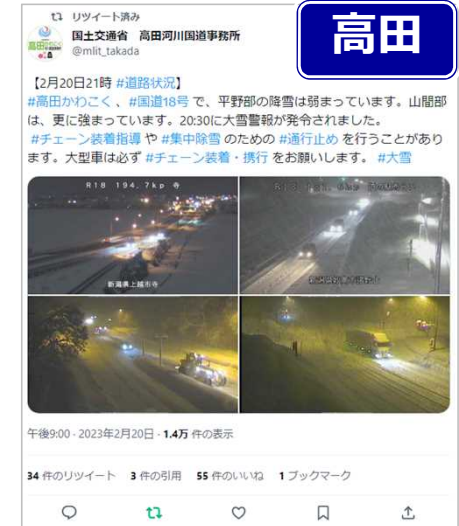 リツイート済み
高田
国土交通省　高田河川国道事務所
@mlit_takada
【2月20日21時 #道路状況】
#高田かわこく 、#国道18号 で、平野部の降雪は弱まっています。山間部
は、更に強まっています。20:30に大雪警報が発令されました。
#チェーン装着指導 や #集中除雪 のための #通行止め を行うことがあり
ます。大型車は必ず #チェーン装着・携行 をお願いします。 #大雪
R18 194.7kp 寺
新潟県上越市寺
午後9:00 · 2023年2月20日 · 1.4万 件の表示
34 件のリツイート 3 件の引用 55 件のいいね 1 ブックマーク